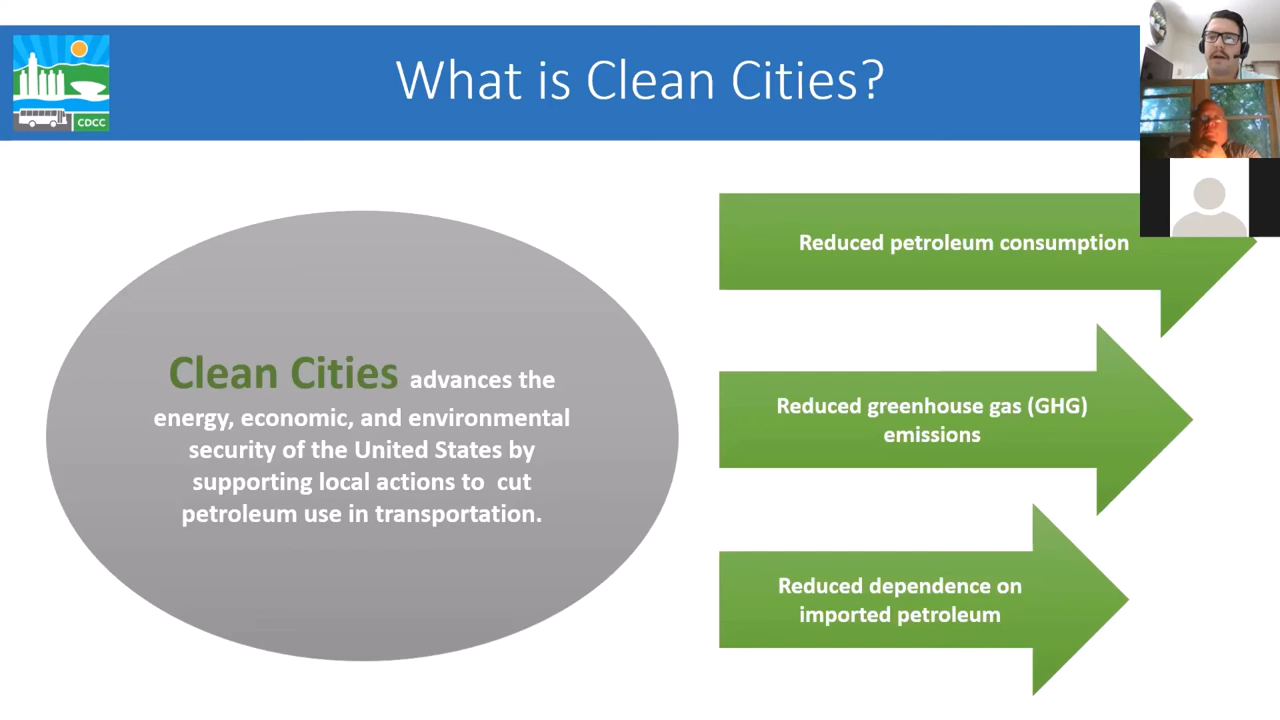 What is Clean Cities?
CDCC
Clean Cities advances the
energy, economic, and environmental
security of the United States by
supporting local actions to  cut
petroleum use in transportation.
Reduced petroleum consumption
Reduced greenhouse gas (GHG)
emissions
Reduced dependence on
imported petroleum